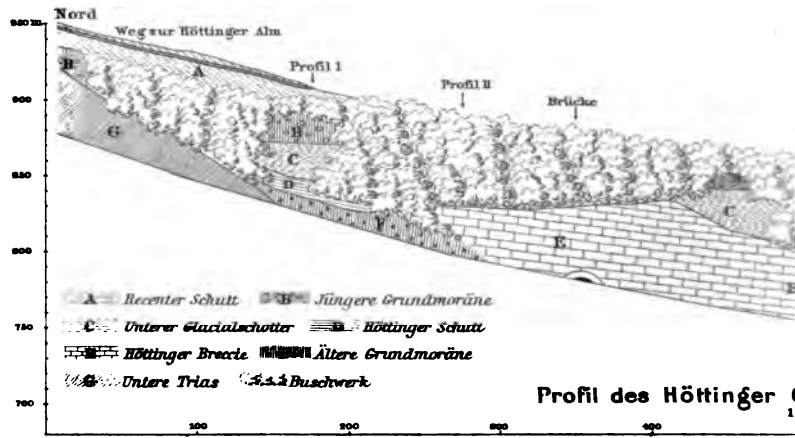 Nord
Weg zur Höttinger Alm
Profil I
Profil II
Brücke
A
B
G
B
C
D
F
E
C
E
A Recenter Schutt B Jüngere Grundmoräne
C Unterer Glacialschotter D Höttinger Schutt
E Höttinger Breccie Ältere Grundmoräne
G Untere Trias Buschwerk
Profil des Höttinger
950 m
900
850
800
750
700
100
200
300
400